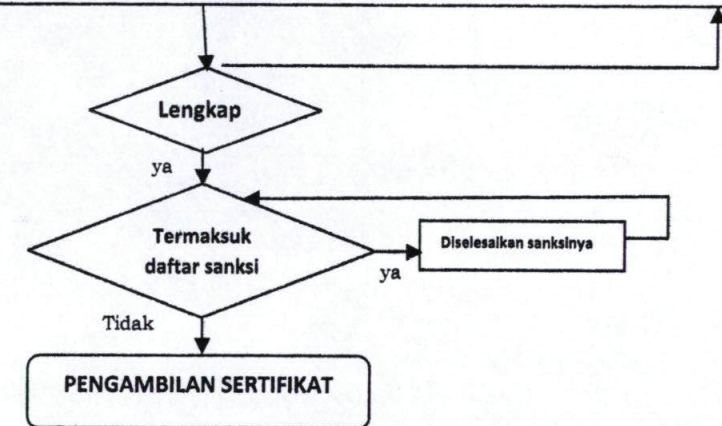 Lengkap
ya
Termaksuk
daftar sanksi
Diselesaikan sanksinya
ya
Tidak
PENGAMBILAN SERTIFIKAT